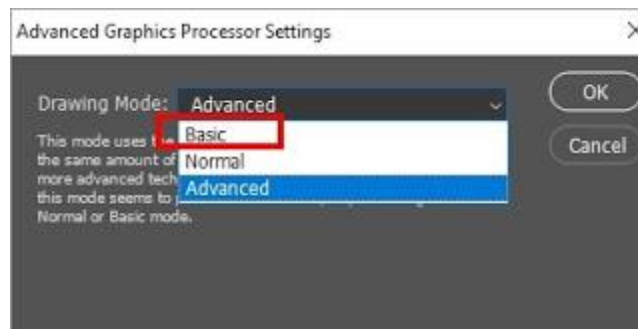 Advanced Graphics Processor Settings
Drawing Mode: Advanced
OK
Basic
Normal
Advanced
Cancel
This mode uses the
the same amount of
more advanced tech
this mode seems to
Normal or Basic mode.